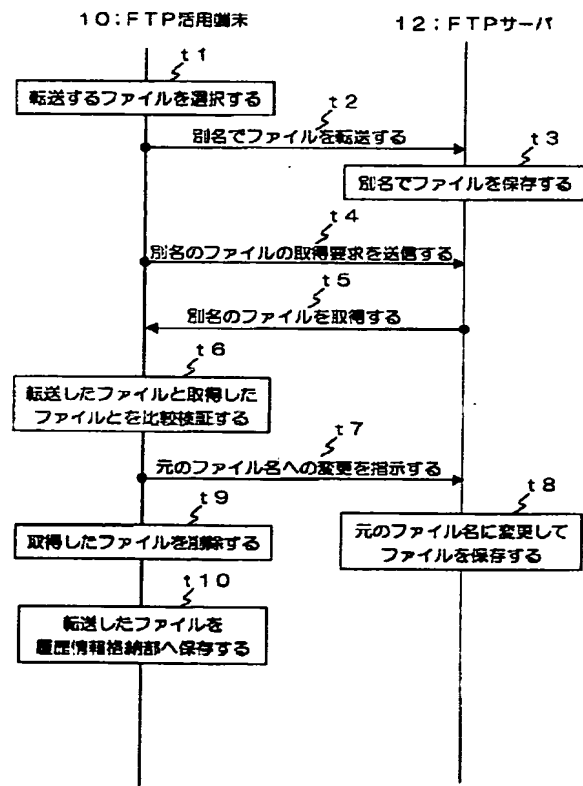 10:FTP活用端末
12:FTPサーバ
t1
転送するファイルを選択する
t2
別名でファイルを転送する
t3
別名でファイルを保存する
t4
別名のファイルの取得要求を送信する
t5
別名のファイルを取得する
t6
転送したファイルと取得した
ファイルとを比較検証する
t7
元のファイル名への変更を指示する
t8
元のファイル名に変更して
ファイルを保存する
t9
取得したファイルを削除する
t10
転送したファイルを
履歴情報格納部へ保存する